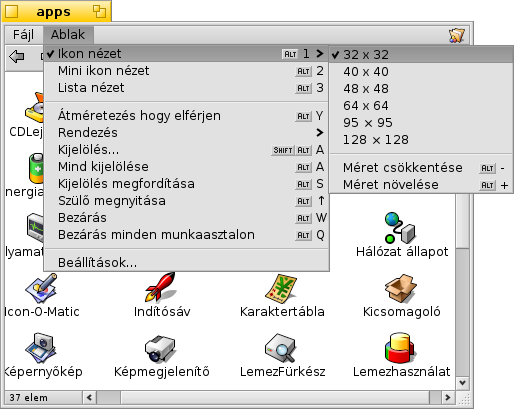 apps
Fájl Ablak
Ikon nézet ALT 1
Mini ikon nézet ALT 2
Lista nézet ALT 3
Átméretezés hogy elférjen ALT Y
Rendezés
Kijelölés... SHIFT ALT A
Mind kijelölése ALT A
Kijelölés megfordítása ALT S
Szülő megnyitása ALT ↑
Bezárás ALT W
Bezárás minden munkaasztalon ALT Q
Beállítások...
32 x 32
40 x 40
48 x 48
64 x 64
95 × 95
128 × 128
Méret csökkentése ALT -
Méret növelése ALT +
CDLej
nergia
lyamat
Hálózat állapot
Icon-O-Matic Indítósáv Karaktertábla Kicsomagoló
Képernyőkép Képmegjelenítő LemezFürkész Lemezhasználat
37 elem